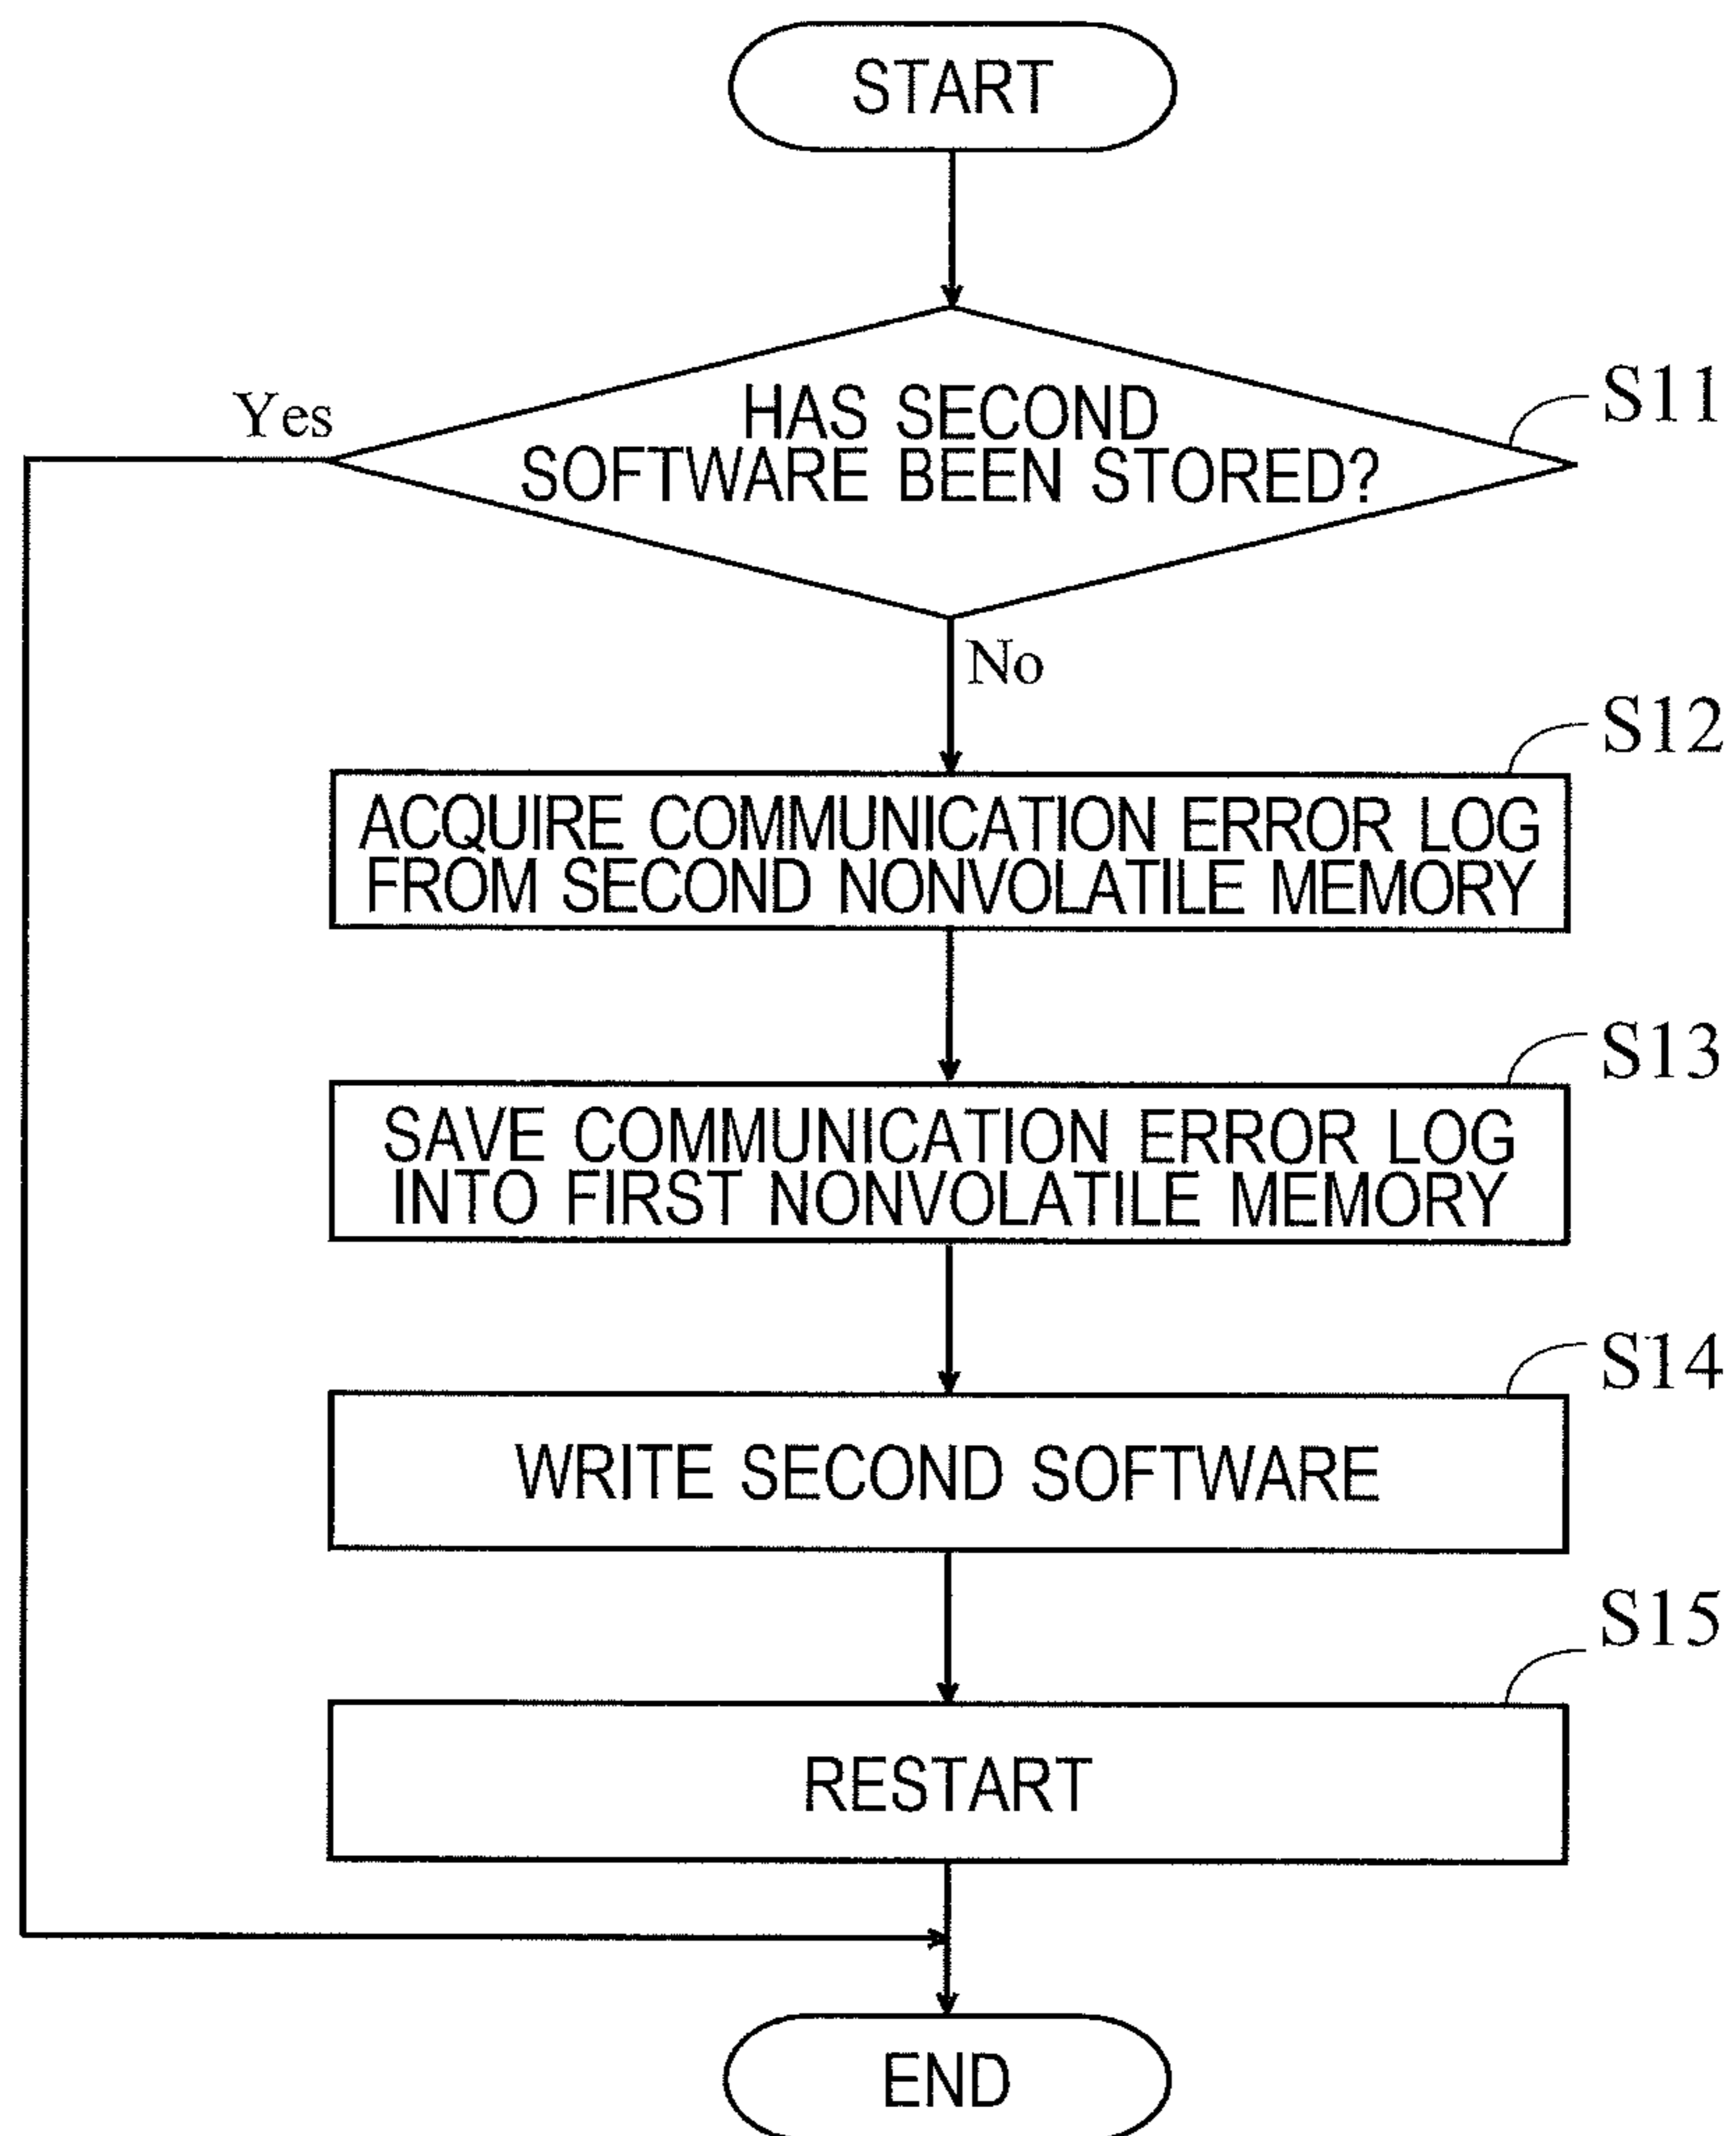 START
HAS SECOND
SOFTWARE BEEN STORED?
S11
Yes
No
S12
ACQUIRE COMMUNICATION ERROR LOG
FROM SECOND NONVOLATILE MEMORY
S13
SAVE COMMUNICATION ERROR LOG
INTO FIRST NONVOLATILE MEMORY
S14
WRITE SECOND SOFTWARE
S15
RESTART
END